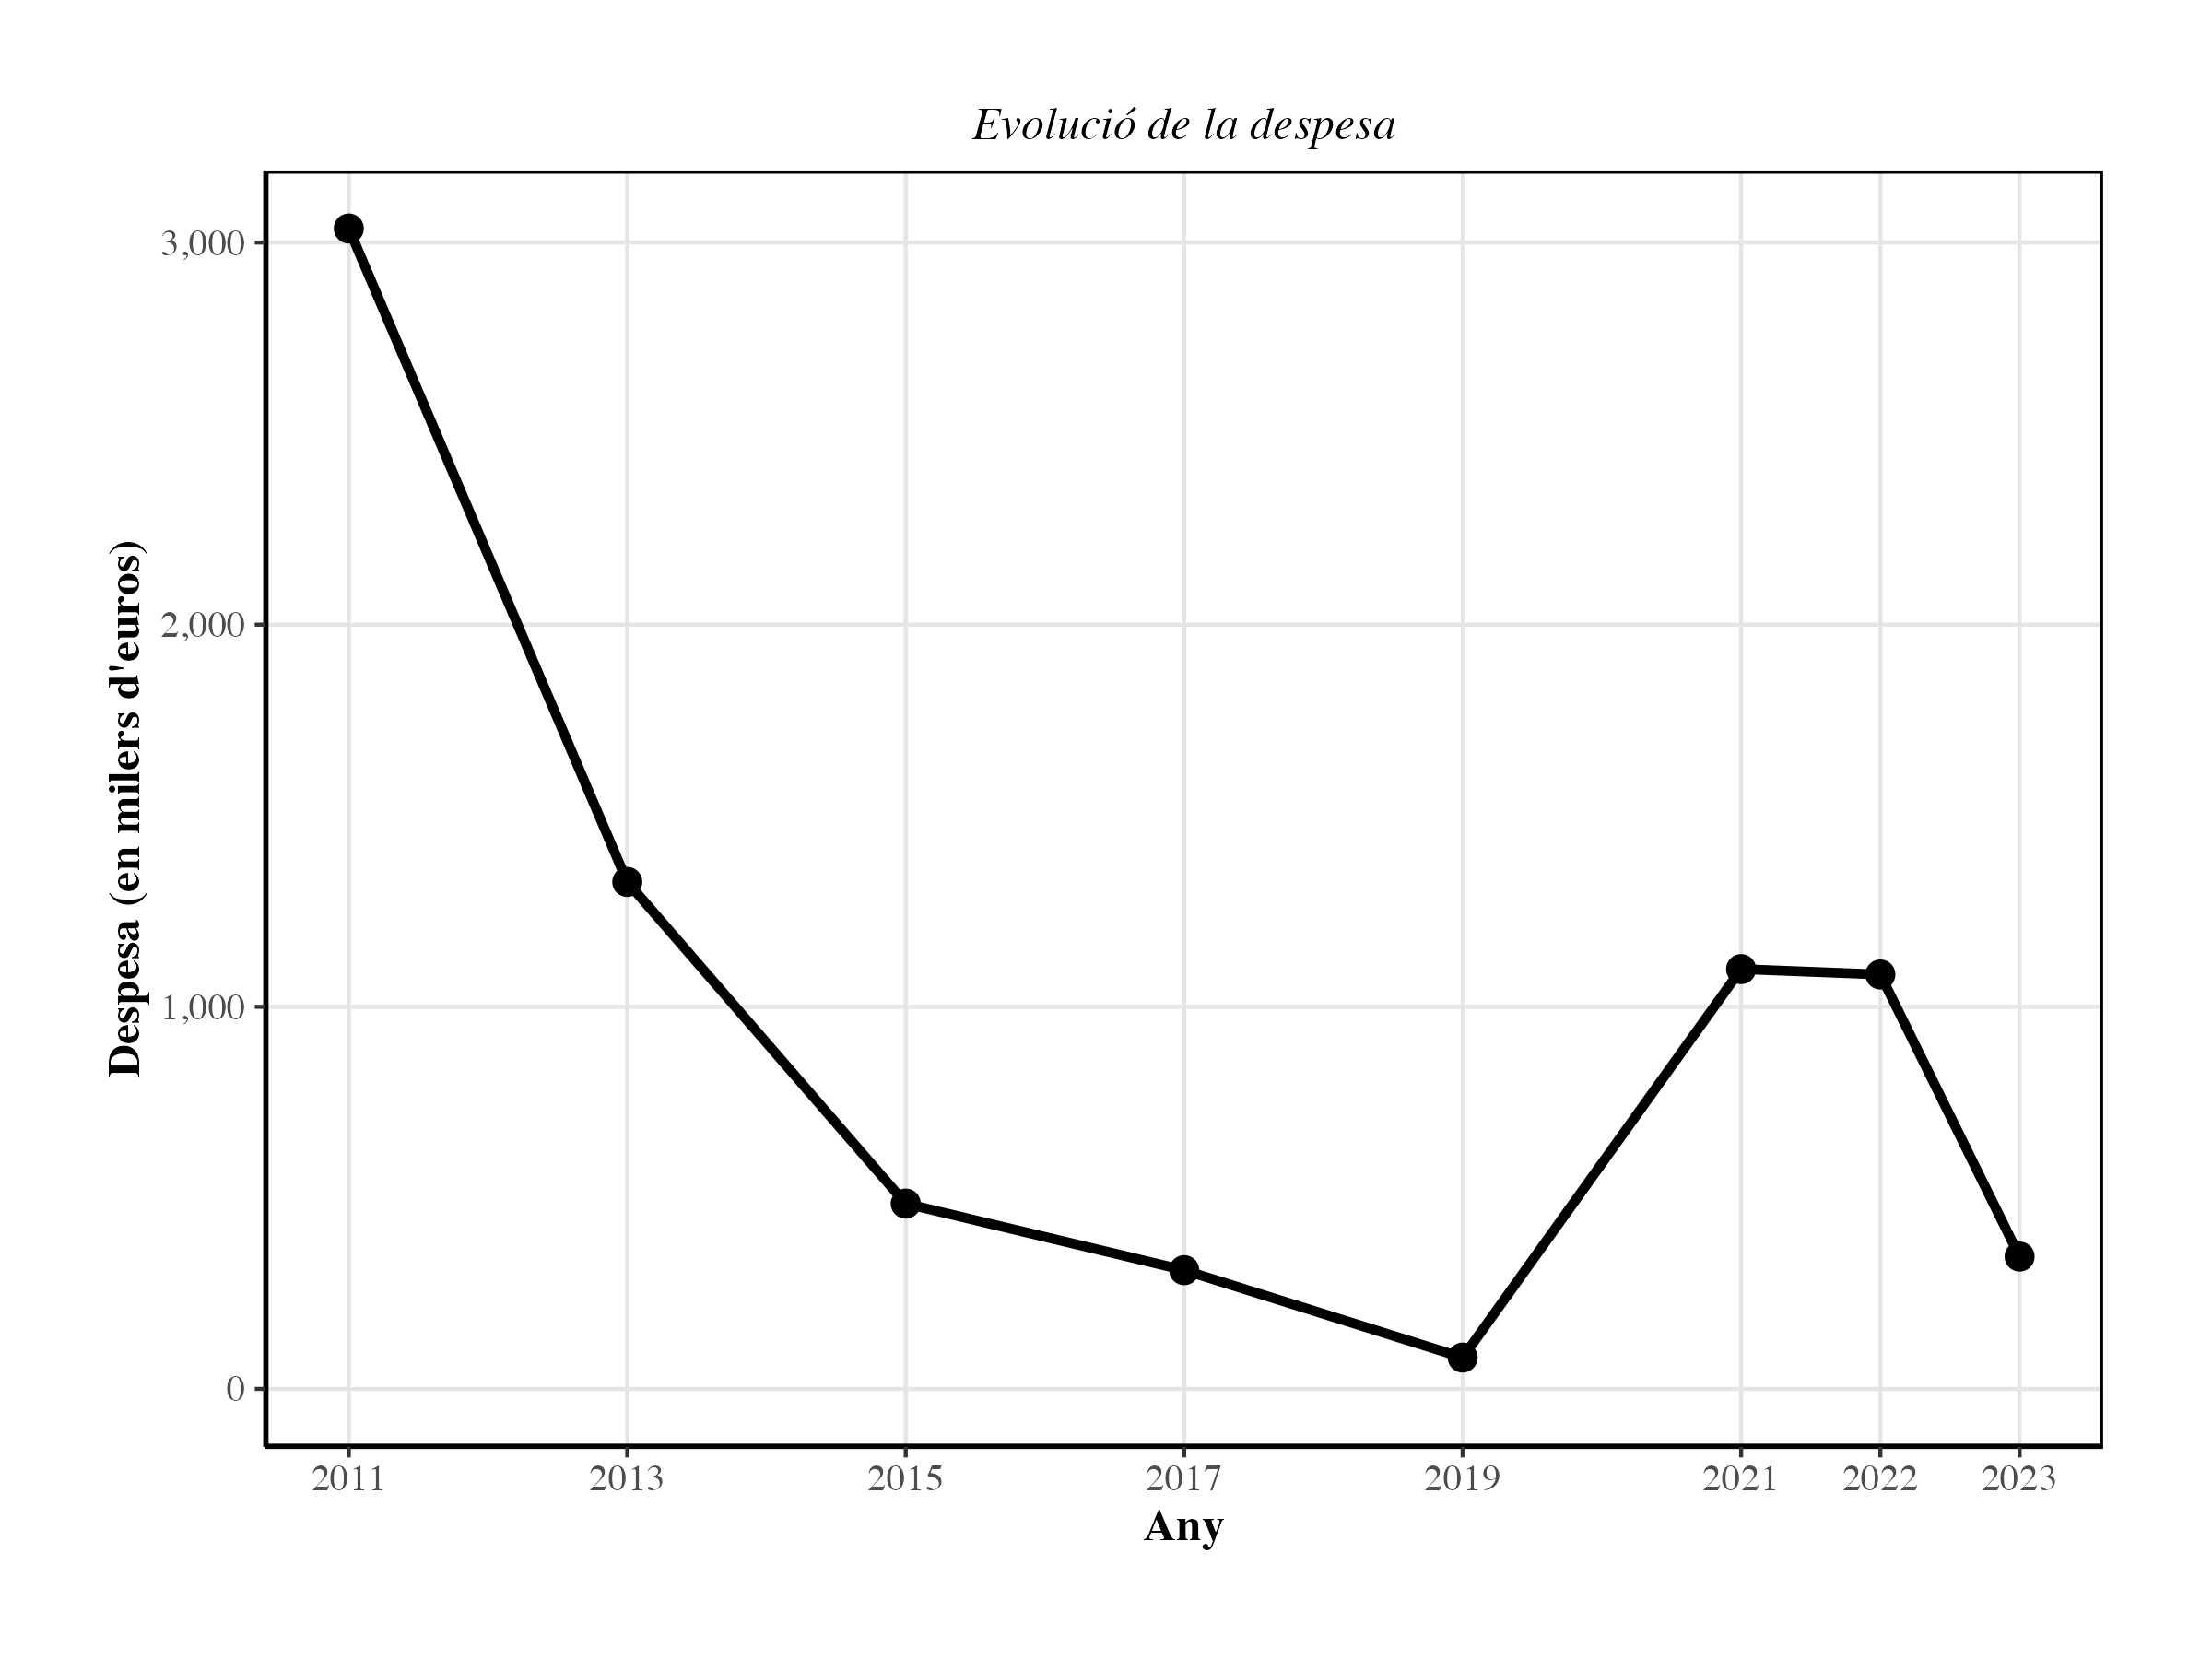 Evolució de la despesa
Despesa (en milers d'euros)
3,000
2,000
1,000
0
2011 2013 2015 2017 2019 2021 2022 2023
Any